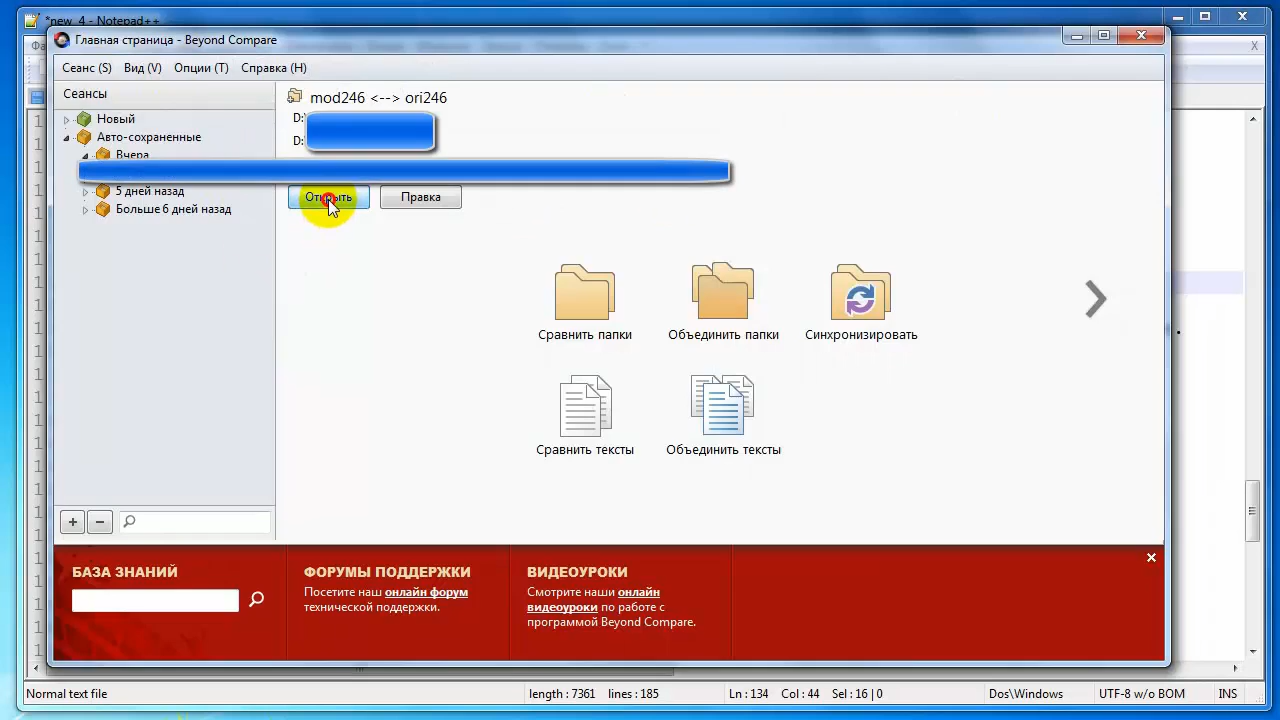 *new 4 - Notepad++
Главная страница - Beyond Compare
Сеанс (S) Вид (V) Опции (T) Справка (H)
Сеансы
Новый
Авто-сохраненные
Вчера
5 дней назад
Больше 6 дней назад
mod246 <--> ori246
D:
D:
Открыть Правка
Сравнить папки Объединить папки Синхронизировать
Сравнить тексты Объединить тексты
БАЗА ЗНАНИЙ
ФОРУМЫ ПОДДЕРЖКИ
Посетите наш онлайн форум
технической поддержки.
ВИДЕОУРОКИ
Смотрите наши онлайн
видеоуроки по работе с
программой Beyond Compare.
Normal text file length : 7361 lines : 185 Ln : 134 Col : 44 Sel : 16 | 0 Dos\Windows UTF-8 w/o BOM INS